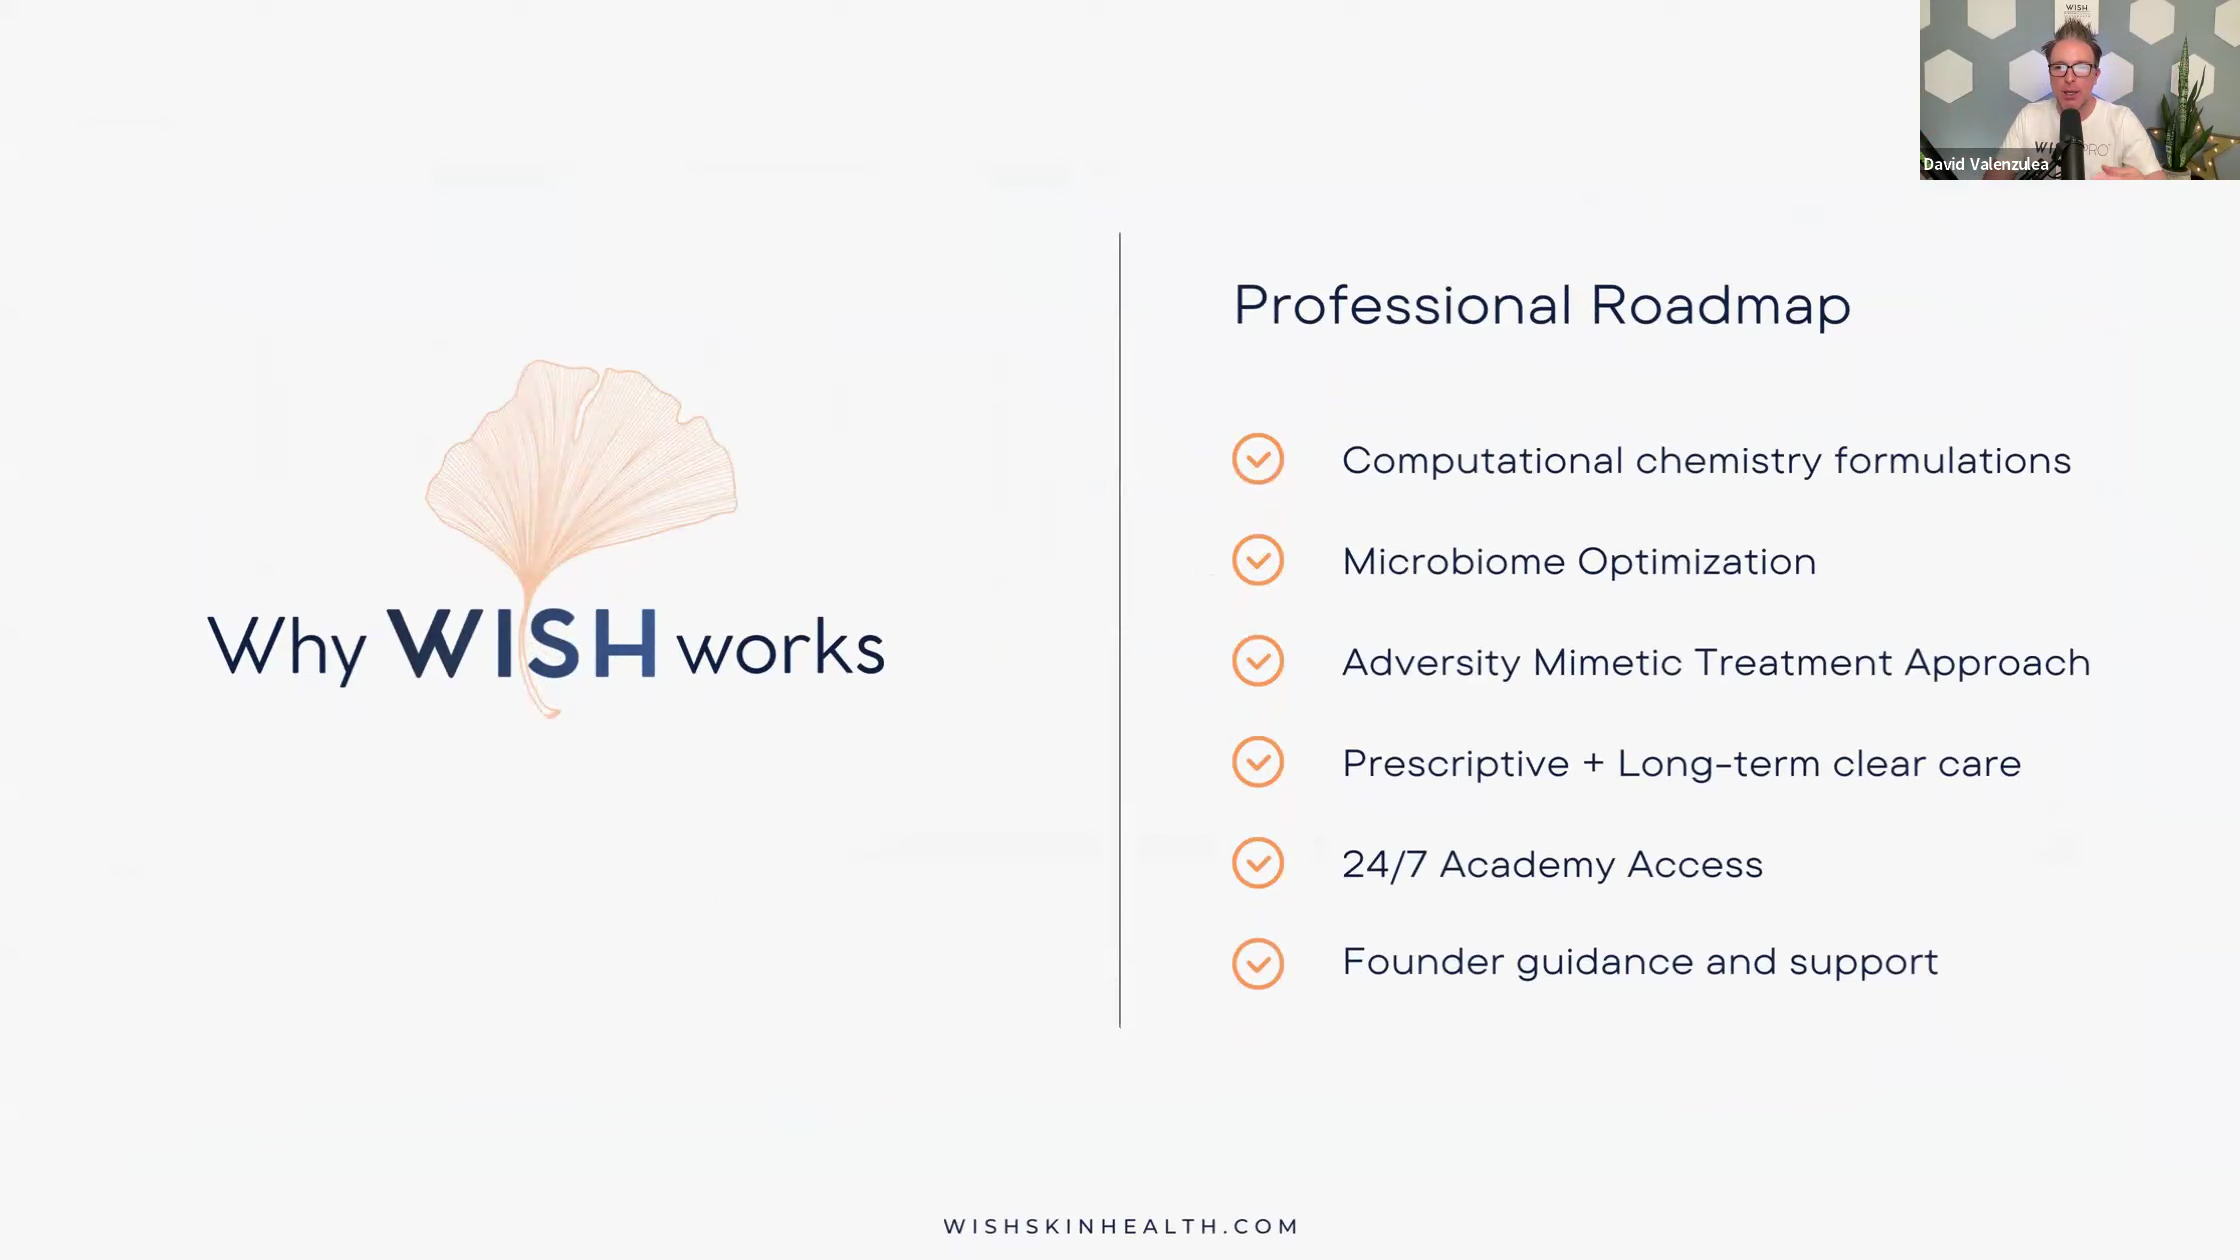 WISH
David Valenzulea
Why WISH works
Professional Roadmap
Computational chemistry formulations
Microbiome Optimization
Adversity Mimetic Treatment Approach
Prescriptive + Long-term clear care
24/7 Academy Access
Founder guidance and support
WISHSKINHEALTH.COM